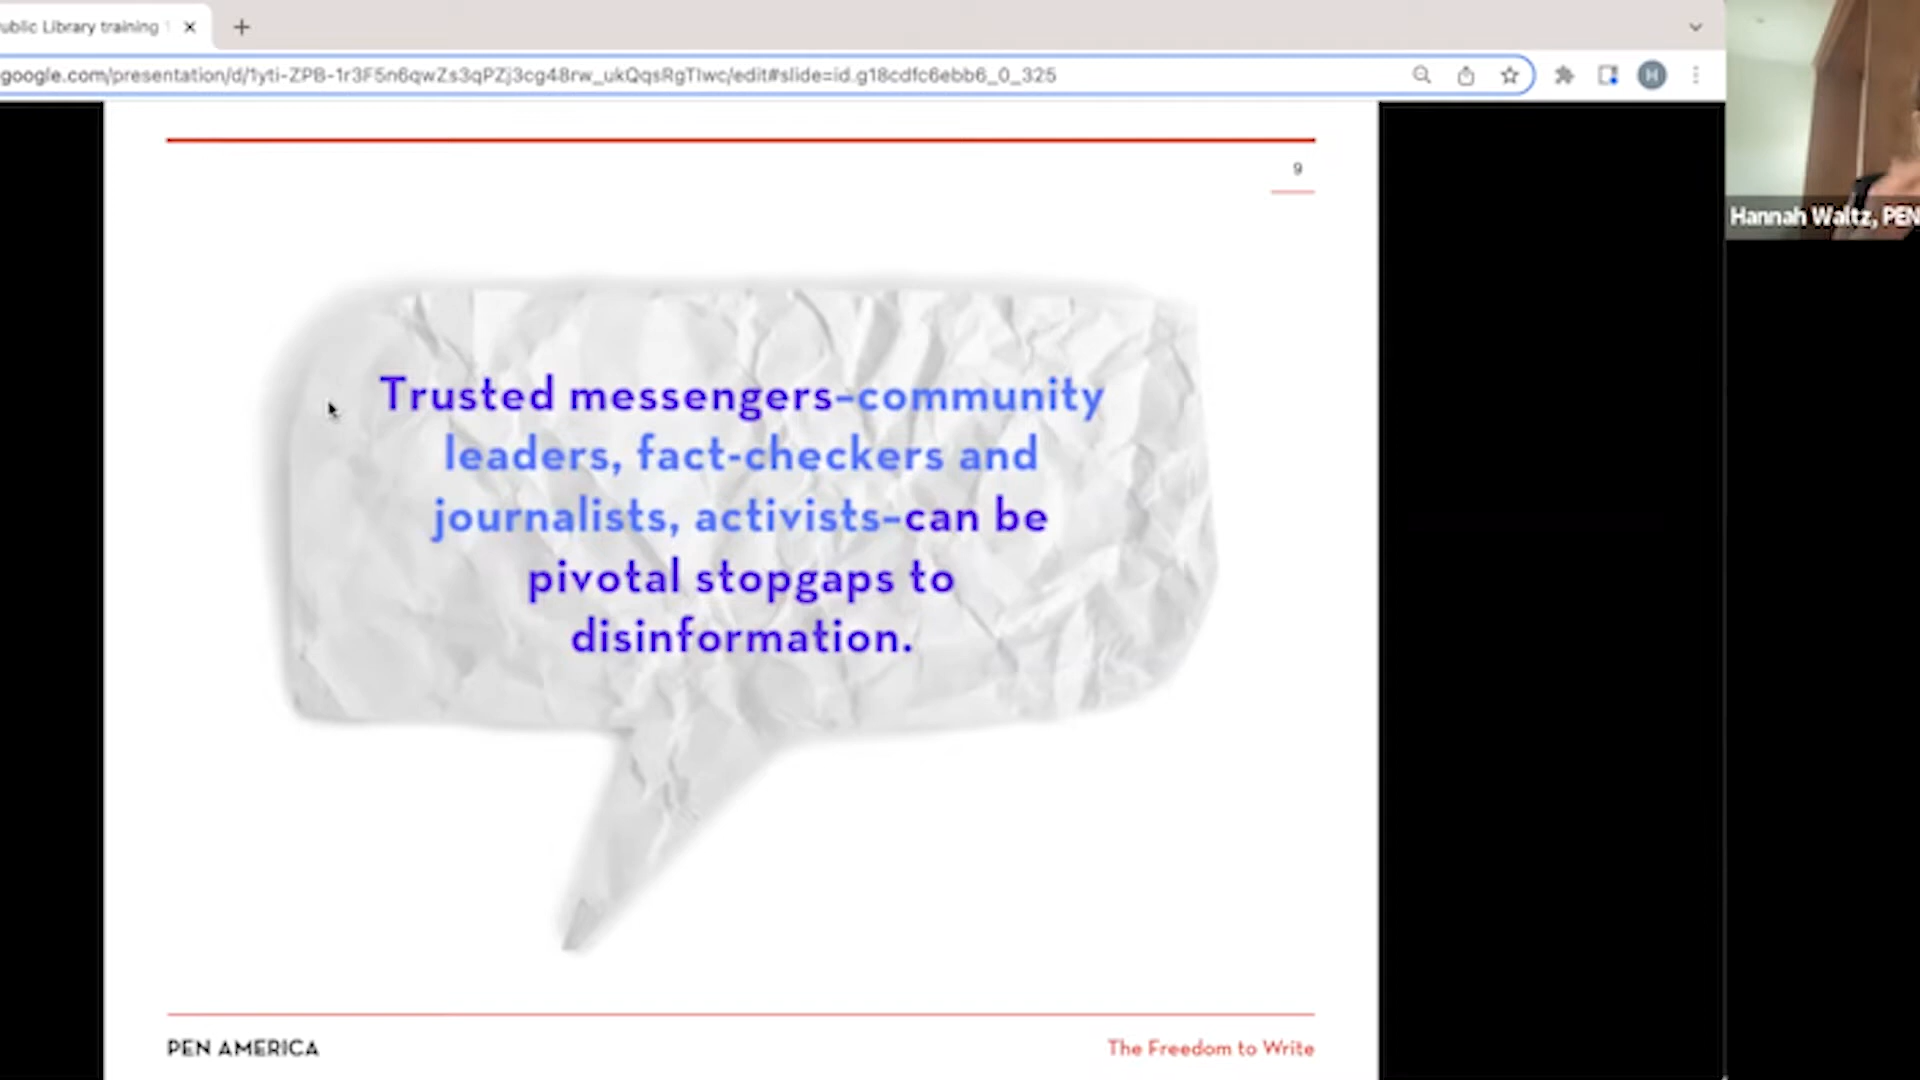 ublic Library training
google.com/presentation/d/1yti-ZPB-1r3F5n6qwZs3qPZj3cg48rw_ukQqsRgTlwc/edit#slide=id.g18cdfc6ebb6_0_325
H
9
Hannah Waltz, PEN
Trusted messengers–community
leaders, fact-checkers and
journalists, activists–can be
pivotal stopgaps to
disinformation.
PEN AMERICA
The Freedom to Write